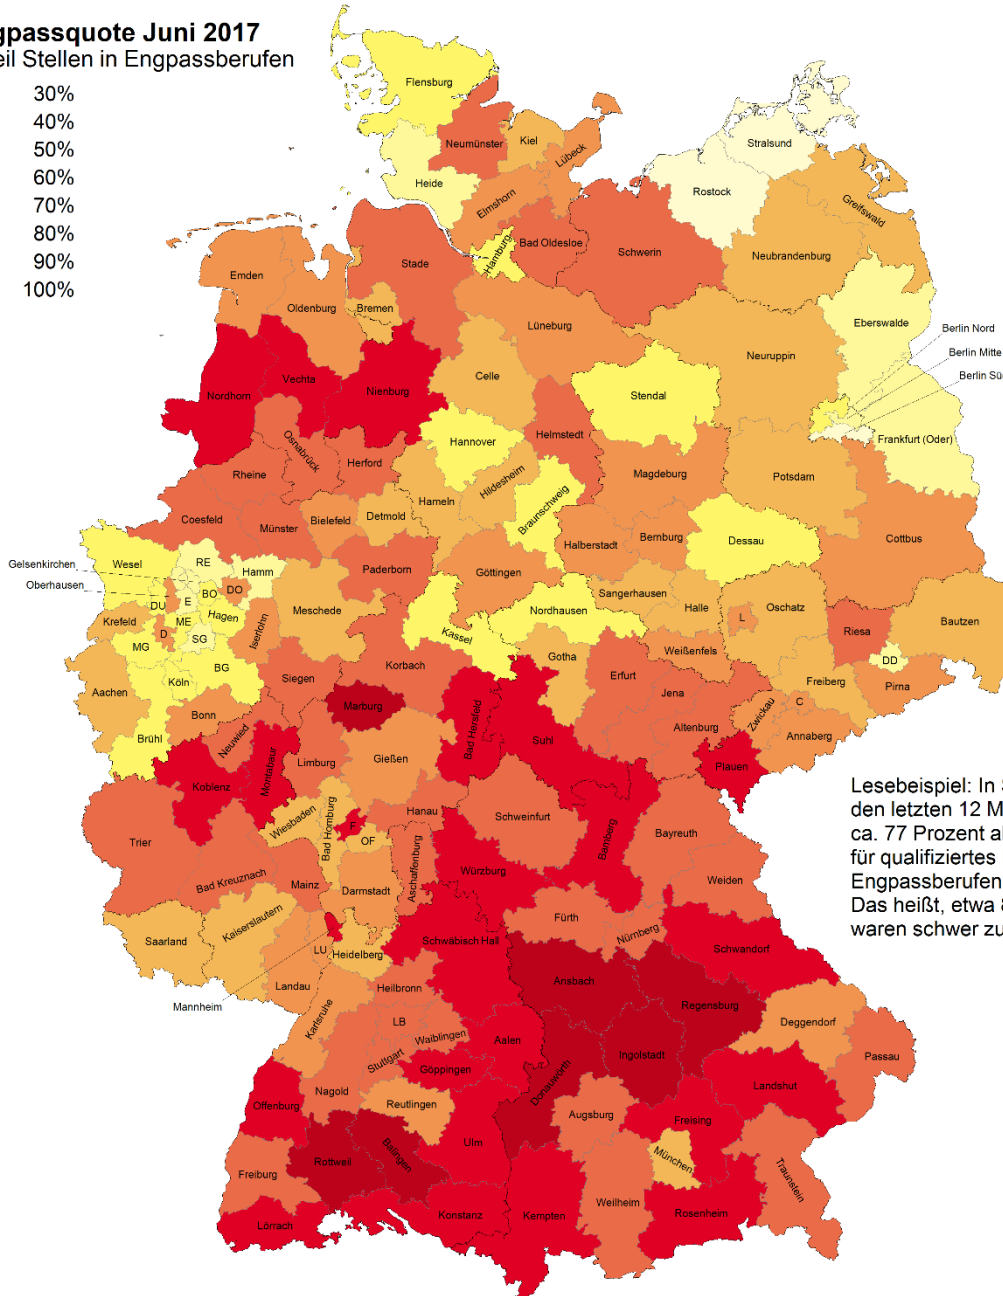 gpassquote Juni 2017
eil Stellen in Engpassberufen
30%
40%
50%
60%
70%
80%
90%
100%
Flensburg
Neumünster
Kiel
Lübeck
Heide
Elmshorn
Hamburg
Bad Oldesloe
Stralsund
Rostock
Greifswald
Schwerin
Neubrandenburg
Stade
Emden
Oldenburg
Bremen
Lüneburg
Eberswalde
Berlin Nord
Berlin Mitte
Berlin Sü
Neuruppin
Celle
Vechta
Nienburg
Nordhorn
Stendal
Hannover
Helmstedt
Frankfurt (Oder)
Osnabrück
Herford
Rheine
Magdeburg
Potsdam
Hildesheim
Hameln
Braunschweig
Coesfeld
Münster
Bielefeld
Detmold
Halberstadt
Bernburg
Dessau
Cottbus
Gelsenkirchen
Oberhausen
Wesel
RE
Hamm
Paderborn
Göttingen
BO
DO
DU
E
Hagen
ME
Krefeld
D
SG
MG
Iserlohn
Meschede
Nordhausen
Sangerhausen
Halle
Oschatz
L
Bautzen
Riesa
Kassel
Weißenfels
DD
Köln
BG
Siegen
Korbach
Gotha
Erfurt
Jena
Freiberg
Pirna
Aachen
Marburg
Altenburg
Zwickau
C
Annaberg
Bonn
Brühl
Neuwied
Bad Harsfeld
Suhl
Gießen
Limburg
Montabaur
Koblenz
Plauen
Lesebeispiel: In S
den letzten 12 M
ca. 77 Prozent al
für qualifiziertes
Engpassberufen
Das heißt, etwa 8
waren schwer zu
Wiesbaden
Bad Homburg
F
OF
Hanau
Schweinfurt
Bamberg
Bayreuth
Trier
Bad Kreuznach
Mainz
Darmstadt
Aschaffenburg
Würzburg
Weiden
Saarland
Kaiserslautern
LU
Heidelberg
Schwäbisch Hall
Fürth
Nürnberg
Schwandorf
Mannheim
Landau
Karlsruhe
Heilbronn
Ansbach
Regensburg
Deggendorf
LB
Waiblingen
Stuttgart
Aalen
Göppingen
Ingolstadt
Donauwörth
Passau
Landshut
Offenburg
Nagold
Reutlingen
Augsburg
Freising
Ulm
München
Rottweil
Balingen
Freiburg
Traunstein
Weilheim
Rosenheim
Lörrach
Konstanz
Kempten